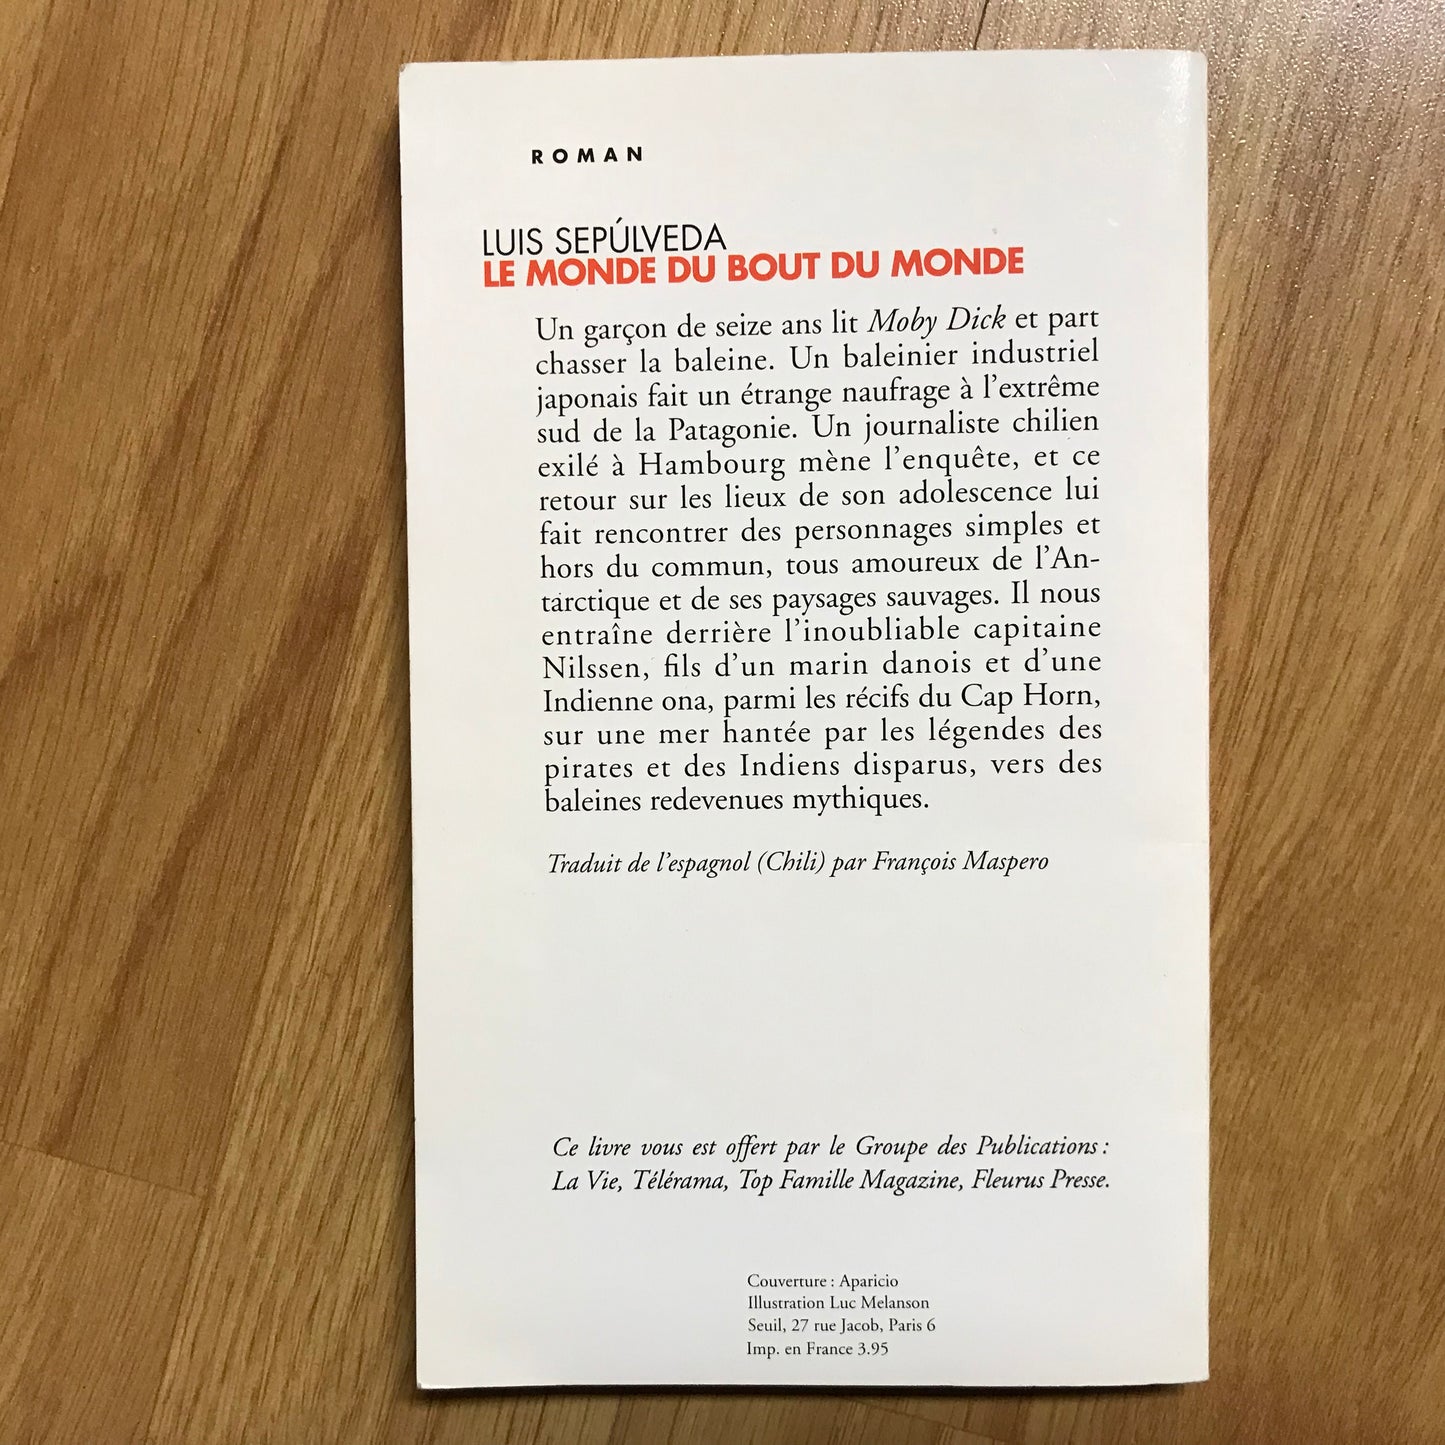 ROMAN
LUIS SEPÚLVEDA
LE MONDE DU BOUT DU MONDE
Un garçon de seize ans lit Moby Dick et part
chasser la baleine. Un baleinier industriel
japonais fait un étrange naufrage à l'extrême
sud de la Patagonie. Un journaliste chilien
exilé à Hambourg mène l'enquête, et ce
retour sur les lieux de son adolescence lui
fait rencontrer des personnages simples et
hors du commun, tous amoureux de l'An-
tarctique et de ses paysages sauvages. Il nous
entraîne derrière l'inoubliable capitaine
Nilssen, fils d'un marin danois et d'une
Indienne ona, parmi les récifs du Cap Horn,
sur une mer hantée par les légendes des
pirates et des Indiens disparus, vers des
baleines redevenues mythiques.
Traduit de l'espagnol (Chili) par François Maspero
Ce livre vous est offert par le Groupe des Publications :
La Vie, Télérama, Top Famille Magazine, Fleurus Presse.
Couverture : Aparicio
Illustration Luc Melanson
Seuil, 27 rue Jacob, Paris 6
Imp. en France 3.95